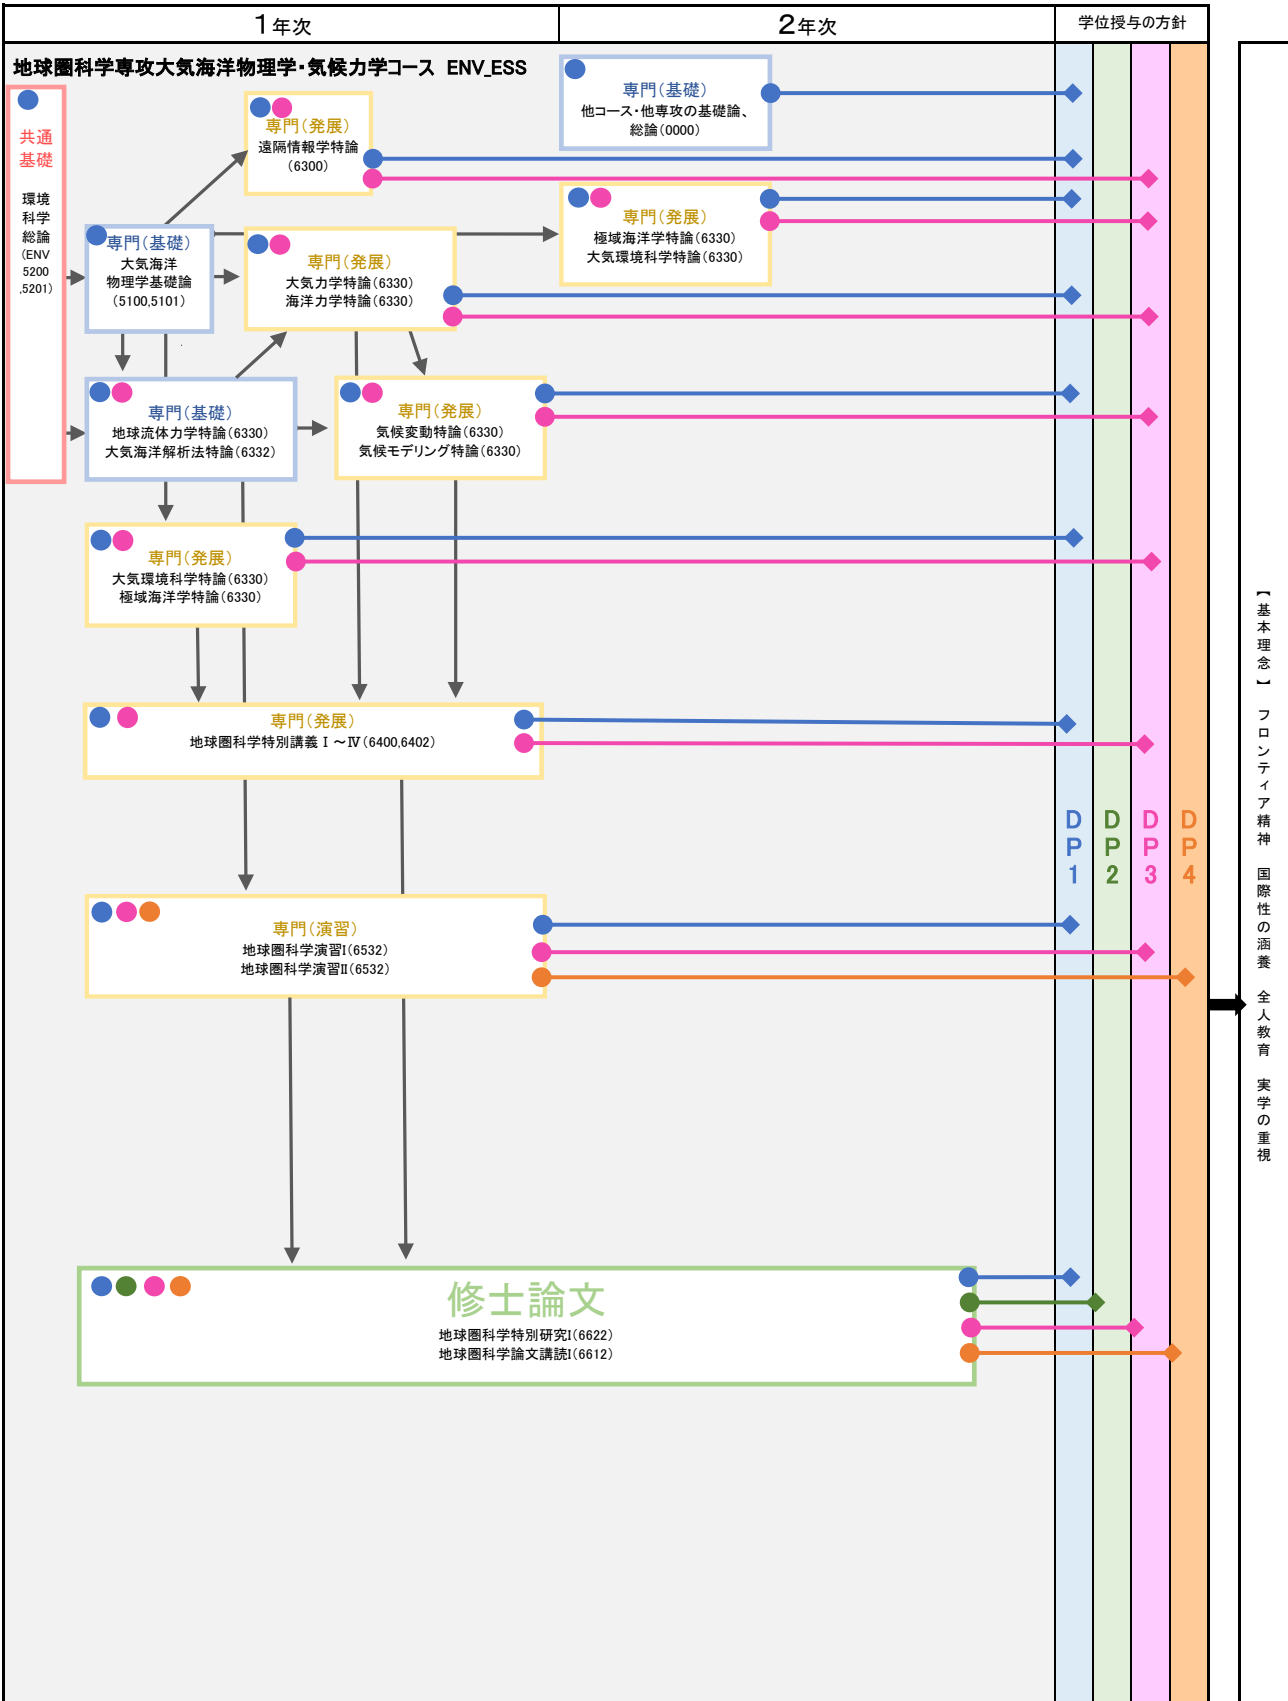 1年次
2年次
学位授与の方針
地球圏科学専攻大気海洋物理学・気候力学コース ENV_ESS
共通
基礎
環境
科学
総論
(ENV
5200
,5201)
専門(発展)
遠隔情報学特論
(6300)
専門(基礎)
他コース・他専攻の基礎論、
総論(0000)
専門(基礎)
大気海洋
物理学基礎論
(5100,5101)
専門(発展)
大気力学特論(6330)
海洋力学特論(6330)
専門(発展)
極域海洋学特論(6330)
大気環境科学特論(6330)
専門(基礎)
地球流体力学特論(6330)
大気海洋解析法特論(6332)
専門(発展)
気候変動特論(6330)
気候モデリング特論(6330)
専門(発展)
大気環境科学特論(6330)
極域海洋学特論(6330)
専門(発展)
地球圏科学特別講義Ⅰ～Ⅳ(6400,6402)
専門(演習)
地球圏科学演習I(6532)
地球圏科学演習II(6532)
修士論文
地球圏科学特別研究I(6622)
地球圏科学論文講読I(6612)
DP1
DP2
DP3
DP4
【基本理念】 フロンティア精神 国際性の涵養 全人教育 実学の重視